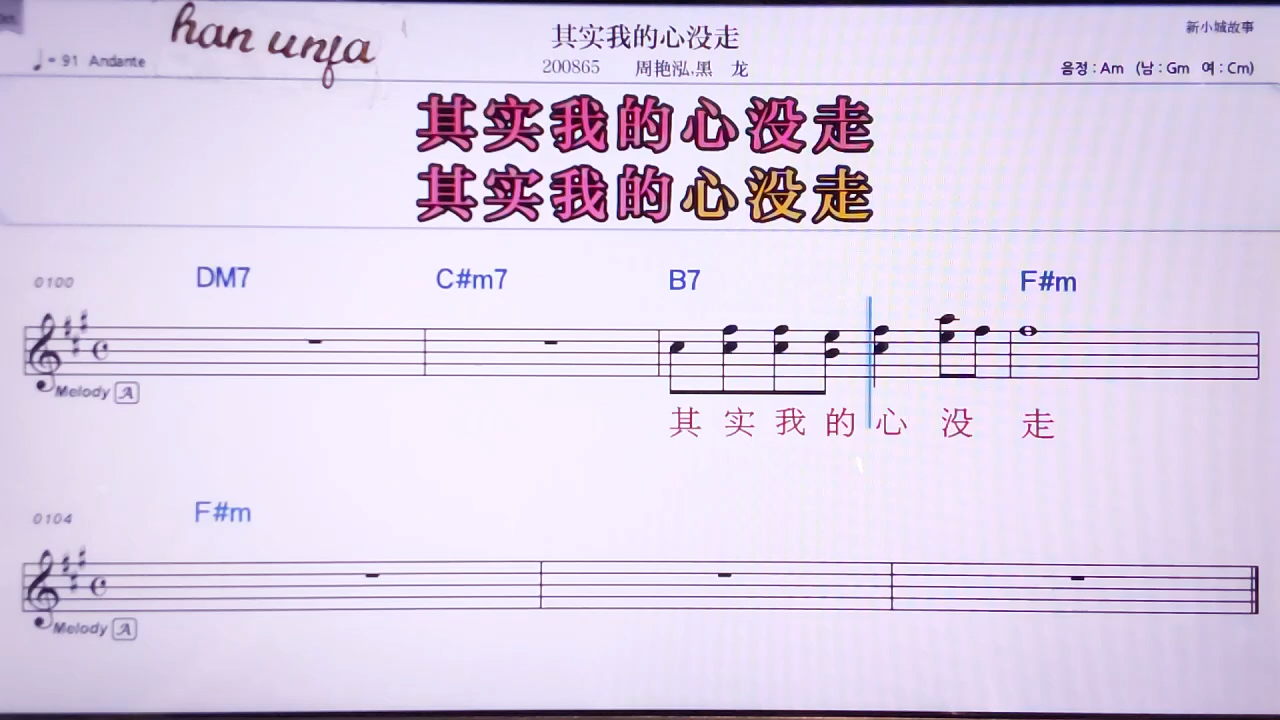 han unfa
其实我的心没走
新小城故事
♩= 91 Andante
200865 周艳泓.黑 龙
음정 : Am (남 : Gm 여 : Cm)
其实我的心没走
其实我的心没走
0100 DM7 C#m7 B7 F#m
Melody A
其 实 我 的 心 没 走
0104 F#m
Melody A